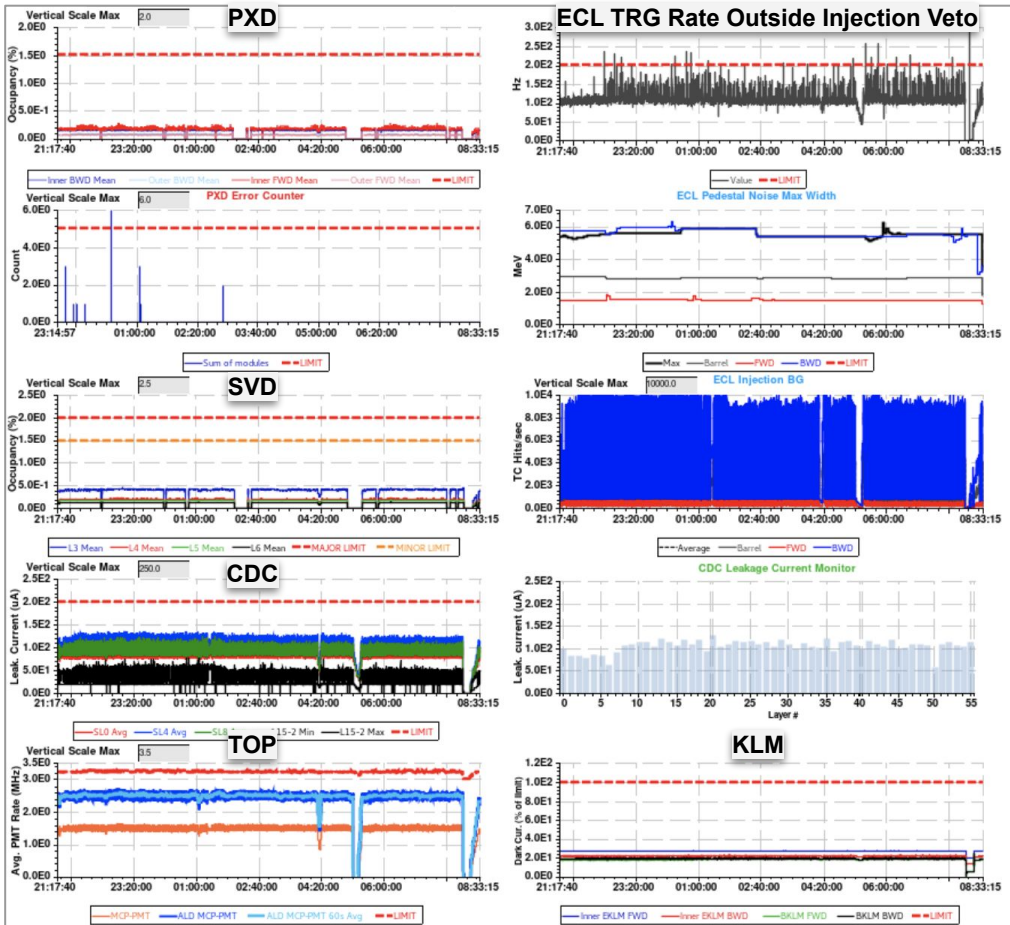 PXD
Vertical Scale Max 2.0
Occupancy (%)
2.0E0
1.5E0
1.0E0
5.0E-1
0.0E0
21:17:40 23:20:00 01:00:00 02:40:00 04:20:00 06:00:00 08:33:15
Inner BWD Mean Outer BWD Mean Inner FWD Mean Outer FWD Mean LIMIT
ECL TRG Rate Outside Injection Veto
Hz
3.0E2
2.5E2
2.0E2
1.5E2
1.0E2
5.0E1
0.0E0
21:17:40 23:20:00 01:00:00 02:40:00 04:20:00 06:00:00 08:33:15
Value LIMIT
Vertical Scale Max 6.0
PXD Error Counter
Count
6.0E0
4.0E0
2.0E0
0.0E0
23:14:57 01:00:00 02:20:00 03:40:00 05:00:00 06:20:00 08:33:15
Sum of modules LIMIT
ECL Pedestal Noise Max Width
MeV
7.0E0
6.0E0
4.0E0
2.0E0
0.0E0
21:17:40 23:20:00 01:00:00 02:40:00 04:20:00 06:00:00 08:33:15
Max Barrel FWD BWD LIMIT
SVD
Vertical Scale Max 2.5
Occupancy (%)
2.5E0
2.0E0
1.5E0
1.0E0
5.0E-1
0.0E0
21:17:40 23:20:00 01:00:00 02:40:00 04:20:00 06:00:00 08:33:15
L3 Mean L4 Mean L5 Mean L6 Mean MAJOR LIMIT MINOR LIMIT
Vertical Scale Max 10000.0
ECL Injection BG
TC Hits/sec
1.0E4
8.0E3
6.0E3
4.0E3
2.0E3
0.0E0
21:17:40 23:20:00 01:00:00 02:40:00 04:20:00 06:00:00 08:33:15
Average Barrel FWD BWD
CDC
Vertical Scale Max 250.0
Leak. Current (uA)
2.5E2
2.0E2
1.5E2
1.0E2
5.0E1
0.0E0
21:17:40 23:20:00 01:00:00 02:40:00 04:20:00 06:00:00 08:33:15
SL0 Avg SL4 Avg SL8 L15-2 Min L15-2 Max LIMIT
CDC Leakage Current Monitor
Leak. current (uA)
2.5E2
2.0E2
1.5E2
1.0E2
5.0E1
0.0E0
0 5 10 15 20 25 30 35 40 45 50 55
Layer #
TOP
Vertical Scale Max 3.5
Avg. PMT Rate (MHz)
3.5E0
3.0E0
2.0E0
1.0E0
0.0E0
21:17:40 23:20:00 01:00:00 02:40:00 04:20:00 06:00:00 08:33:15
MCP-PMT ALD MCP-PMT ALD MCP-PMT 60s Avg LIMIT
KLM
Dark Cur. (% of limit)
1.2E2
1.0E2
8.0E1
6.0E1
4.0E1
2.0E1
0.0E0
21:17:40 23:20:00 01:00:00 02:40:00 04:20:00 06:00:00 08:33:15
Inner EKLM FWD Inner EKLM BWD BKLM FWD BKLM BWD LIMIT